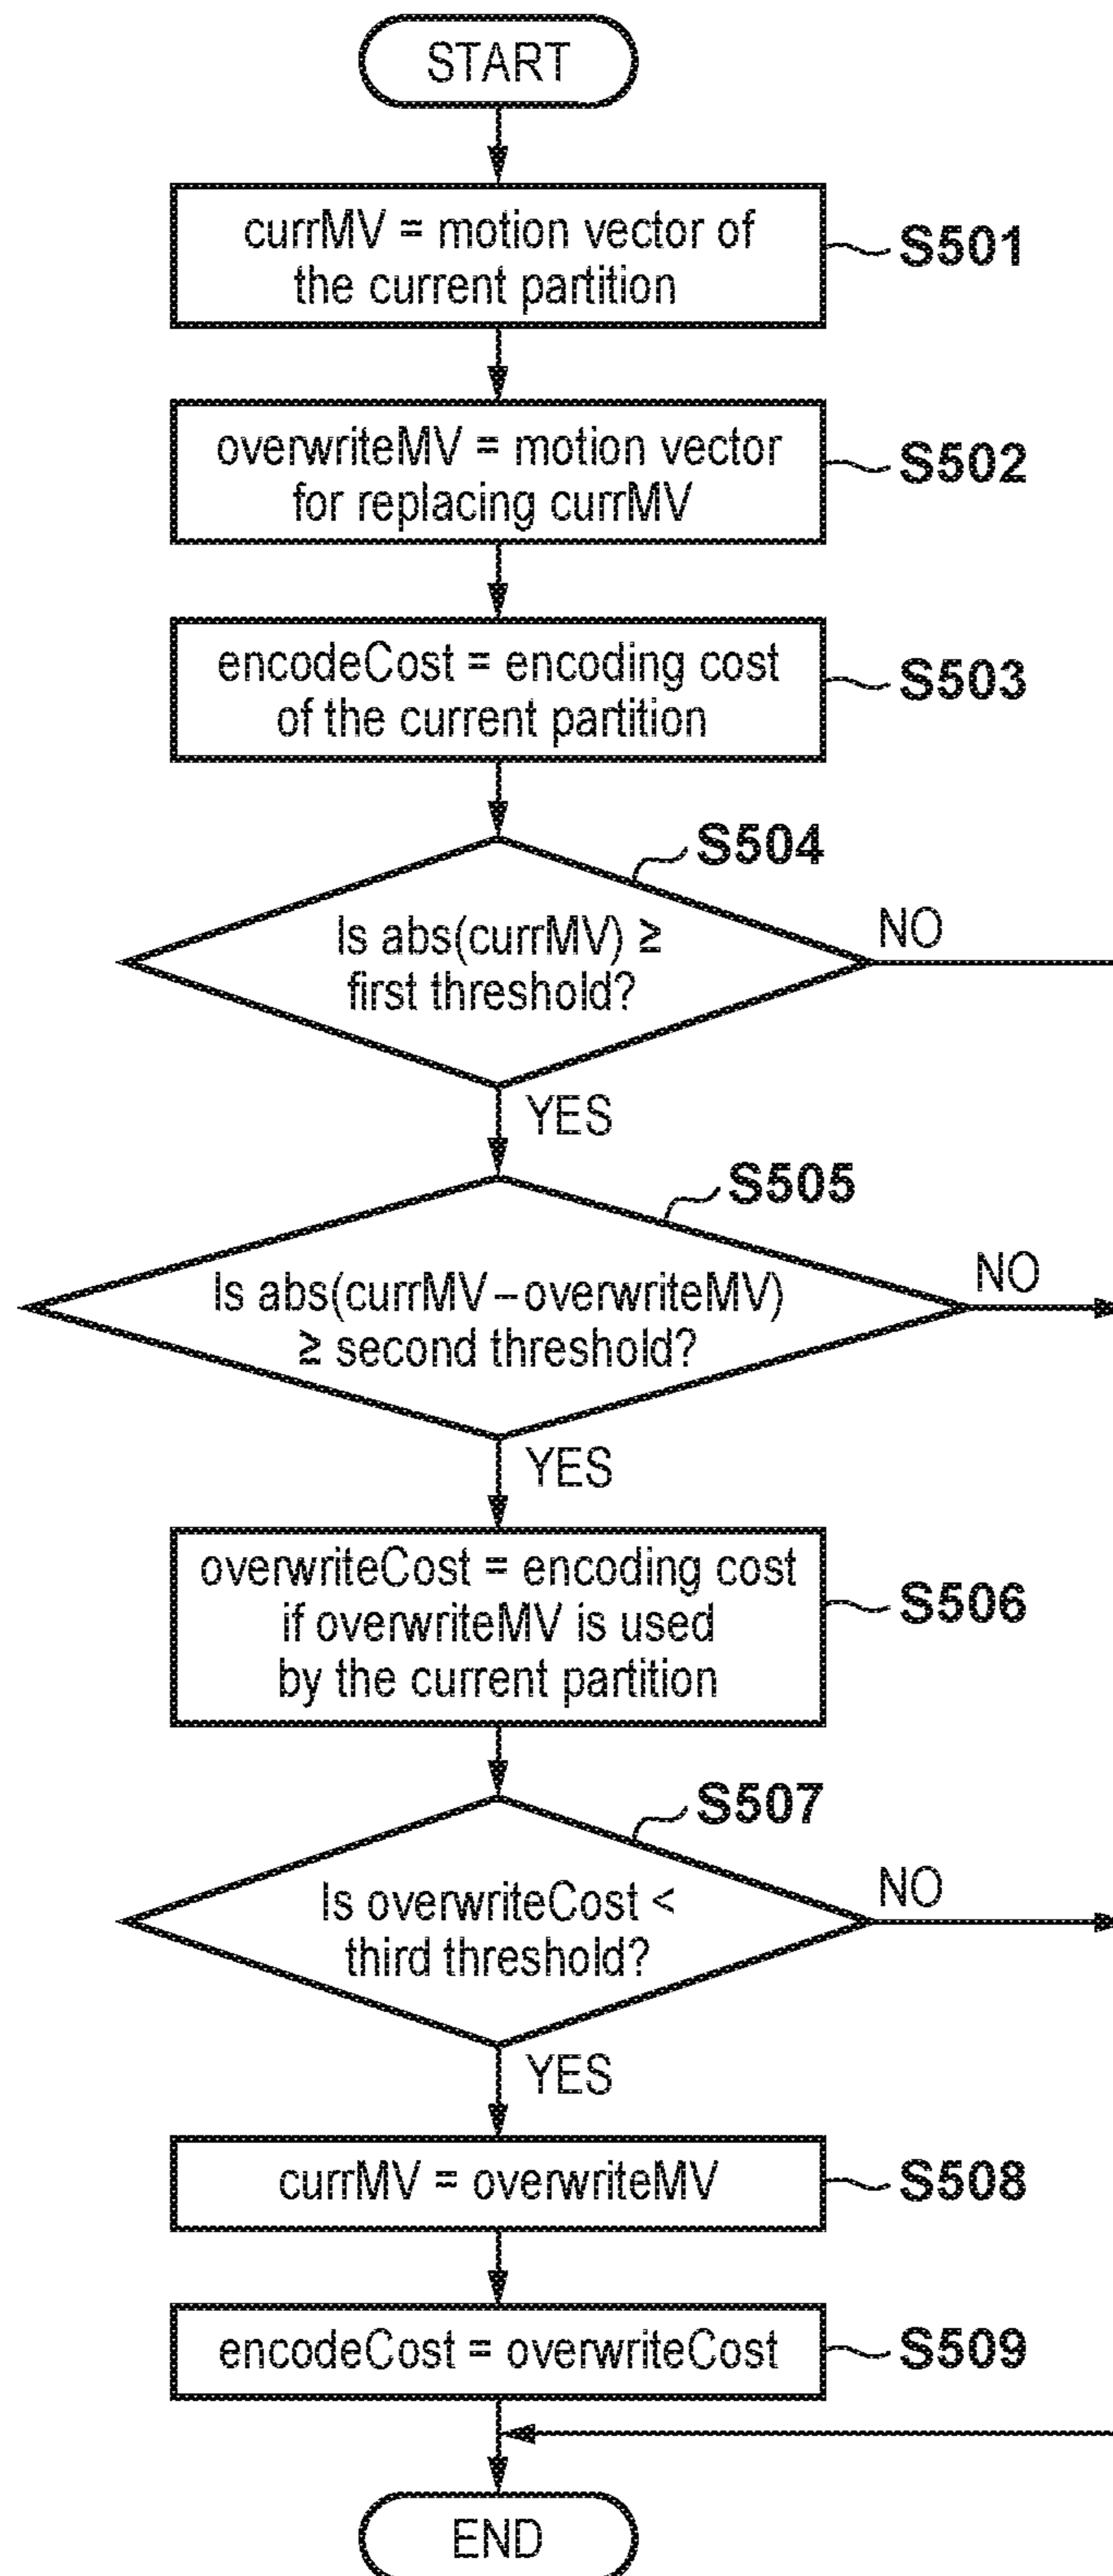 START
currMV = motion vector of
the current partition
S501
overwriteMV = motion vector
for replacing currMV
S502
encodeCost = encoding cost
of the current partition
S503
S504
Is abs(currMV) ≥
first threshold?
NO
YES
S505
Is abs(currMV–overwriteMV)
≥ second threshold?
NO
YES
overwriteCost = encoding cost
if overwriteMV is used
by the current partition
S506
S507
Is overwriteCost <
third threshold?
NO
YES
currMV = overwriteMV
S508
encodeCost = overwriteCost
S509
END